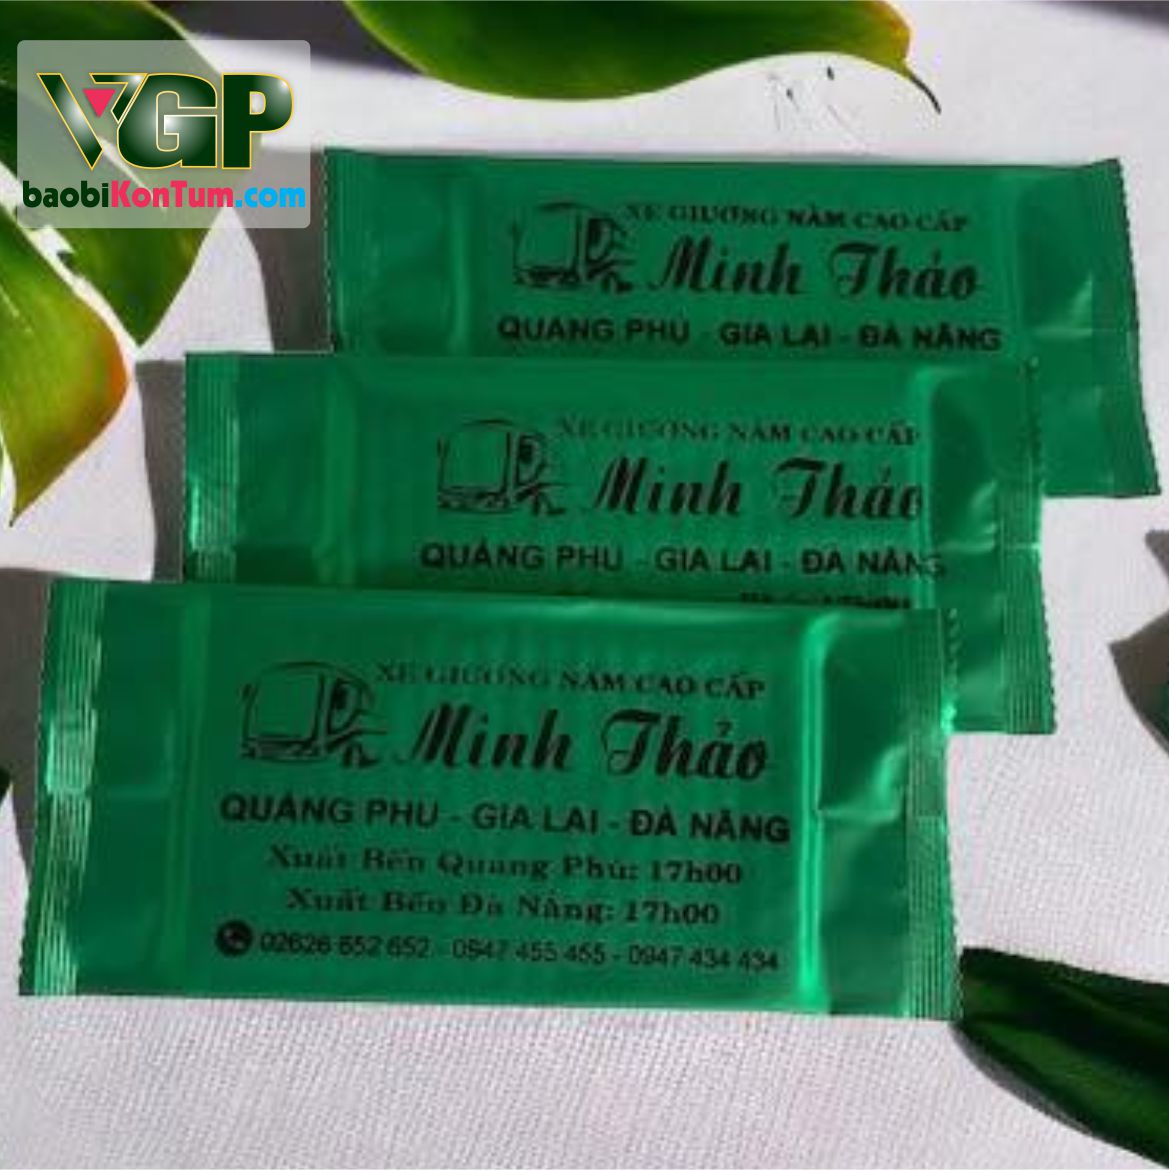 VGP
baobiKonTum.com
XE GIƯỜNG NẰM CAO CẤP
Minh Thảo
QUẢNG PHÚ - GIA LAI - ĐÀ NẴNG
XE GIƯỜNG NẰM CAO CẤP
Minh Thảo
QUẢNG PHÚ - GIA LAI - ĐÀ NẴNG
XE GIƯỜNG NẰM CAO CẤP
Minh Thảo
QUẢNG PHÚ - GIA LAI - ĐÀ NẴNG
Xuất Bến Quảng Phú: 17h00
Xuất Bến Đà Nẵng: 17h00
02626 652 652 - 0947 455 455 - 0947 434 434